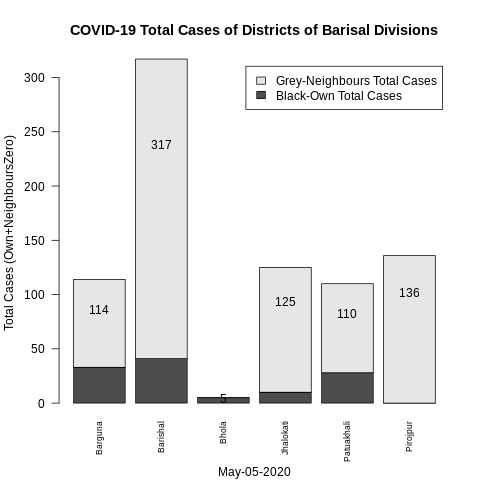 COVID-19 Total Cases of Districts of Barisal Divisions
Grey-Neighbours Total Cases
Black-Own Total Cases
Total Cases (Own+NeighboursZero)
300
250
200
150
100
50
0
114
317
5
125
110
136
Barguna
Barishal
Bhola
Jhalokati
Patuakhali
Pirojpur
May-05-2020